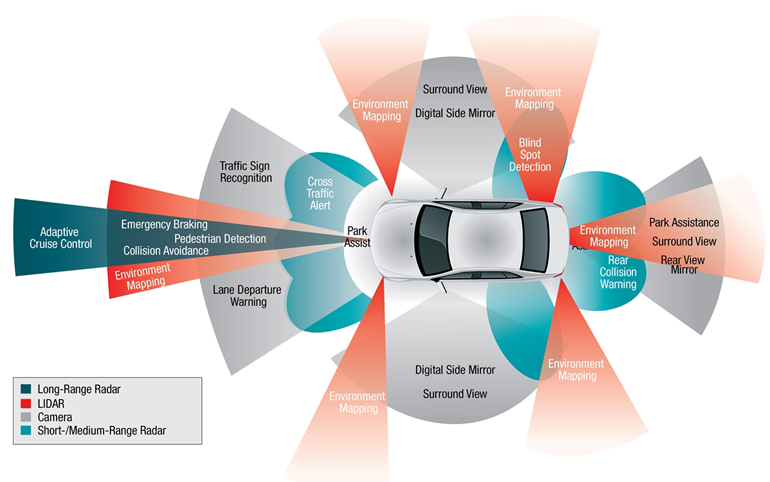 Surround View
Digital Side Mirror
Environment
Mapping
Environment
Mapping
Blind
Spot
Detection
Traffic Sign
Recognition
Cross
Traffic
Alert
Adaptive
Cruise Control
Emergency Braking
Pedestrian Detection
Collision Avoidance
Environment
Mapping
Park
Assist
Lane Departure
Warning
Environment
Mapping
Rear
Collision
Warning
Park Assistance
Surround View
Rear View
Mirror
Digital Side Mirror
Surround View
Environment
Mapping
Environment
Mapping
Long-Range Radar
LIDAR
Camera
Short-/Medium-Range Radar